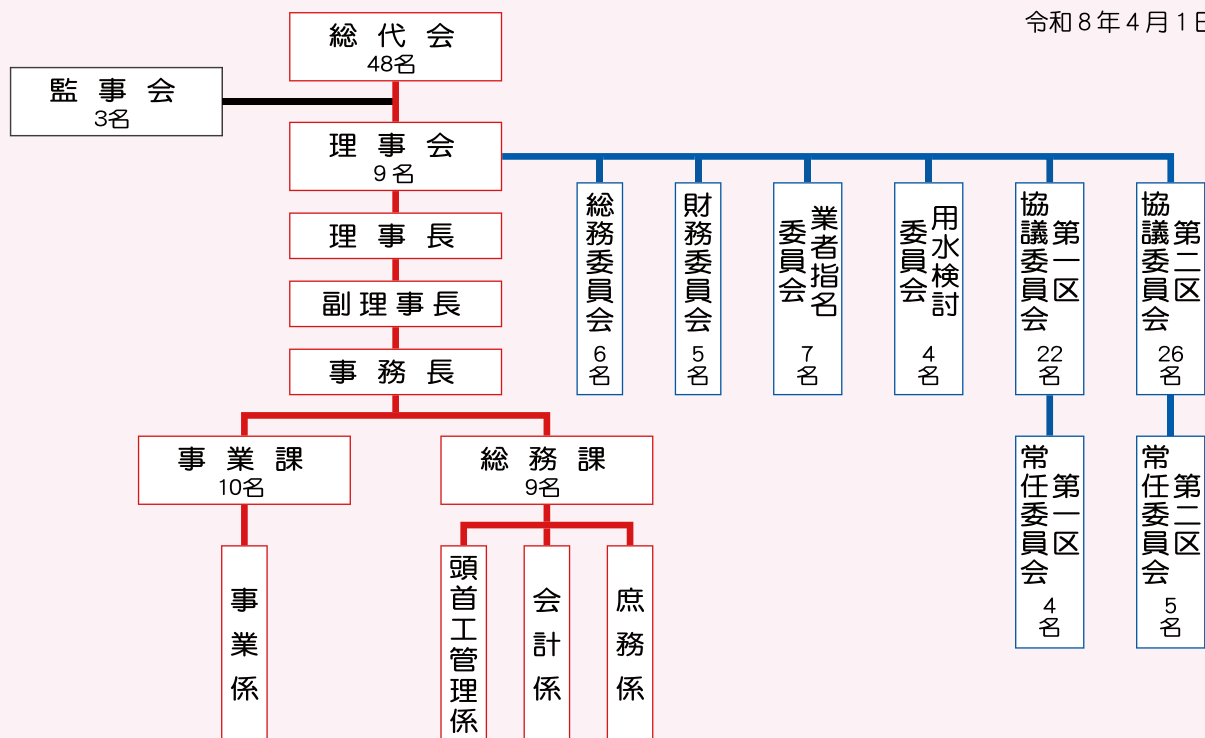 令和8年4月1日
総代会
48名
監事会
3名
理事会
9名
理事長
副理事長
事務長
総務委員会
6名
財務委員会
5名
業者指名
委員会
7名
用水検討
委員会
4名
第一区
協議委員会
22名
第二区
協議委員会
26名
第一区
常任委員会
4名
第二区
常任委員会
5名
事業課
10名
総務課
9名
事業係
頭首工管理係
会計係
庶務係